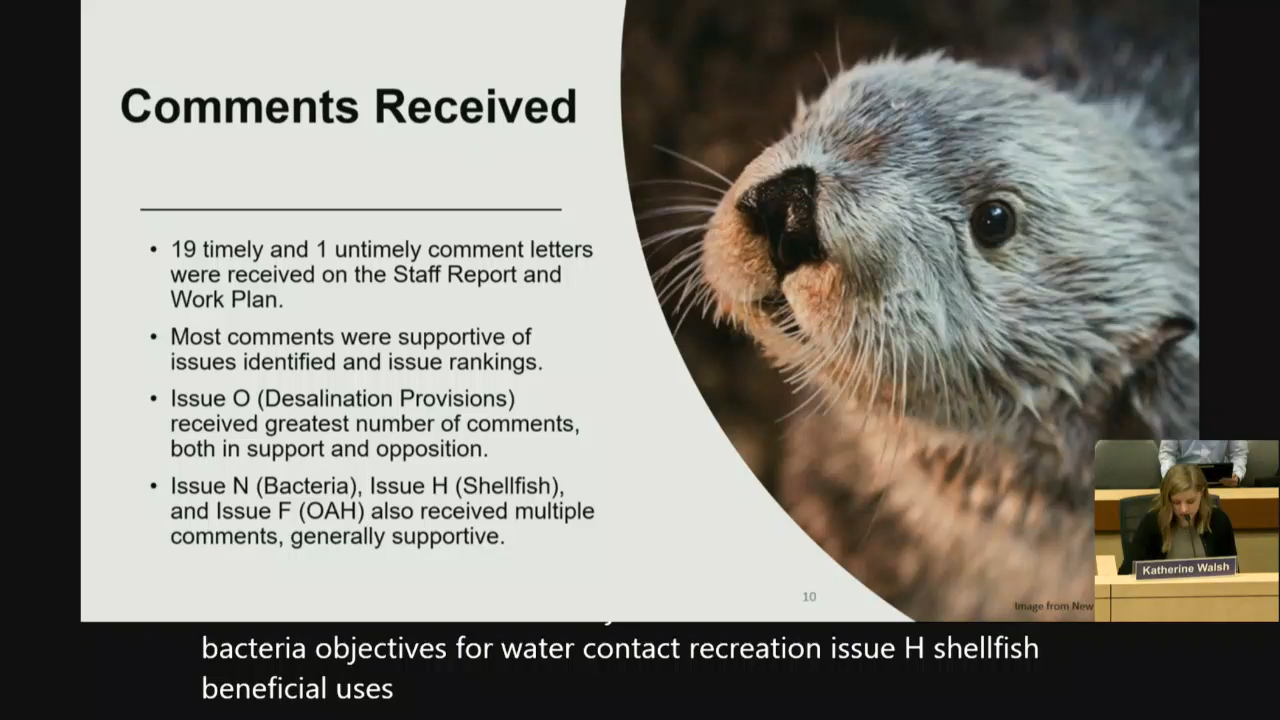 Comments Received
• 19 timely and 1 untimely comment letters
were received on the Staff Report and
Work Plan.
• Most comments were supportive of
issues identified and issue rankings.
• Issue O (Desalination Provisions)
received greatest number of comments,
both in support and opposition.
• Issue N (Bacteria), Issue H (Shellfish),
and Issue F (OAH) also received multiple
comments, generally supportive.
10
Image from New
Katherine Walsh
bacteria objectives for water contact recreation issue H shellfish
beneficial uses